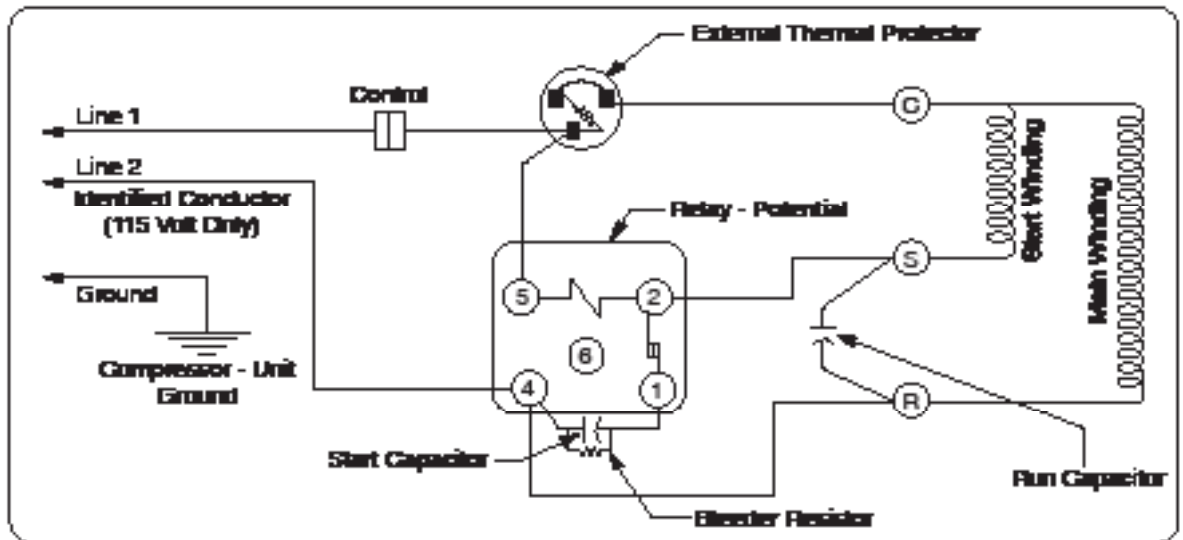 External Thermal Protector
Control
Line 1
C
Line 2
Identified Conductor
(115 Volt Only)
Relay - Potential
Start Winding
Main Winding
S
Ground
5
2
6
Compressor - Unit
Ground
4
1
R
Start Capacitor
Run Capacitor
Bleeder Resistor